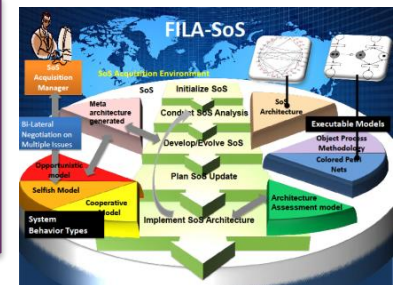 FILA-SoS
SoS
Acquisition
Manager
SoS Acquisition Environment
SoS
Initialize SoS
Meta
architecture
generated
Conduct SoS Analysis
SoS
Architecture
Executable Models
Bi-Lateral
Negotiation on
Multiple Issues
Develop/Evolve SoS
Object Process
Methodology
Colored Petri
Nets
Opportunistic
model
Plan SoS Update
Selfish Model
Cooperative
Model
Architecture
Assessment model
System
Behavior Types
Implement SoS Architecture